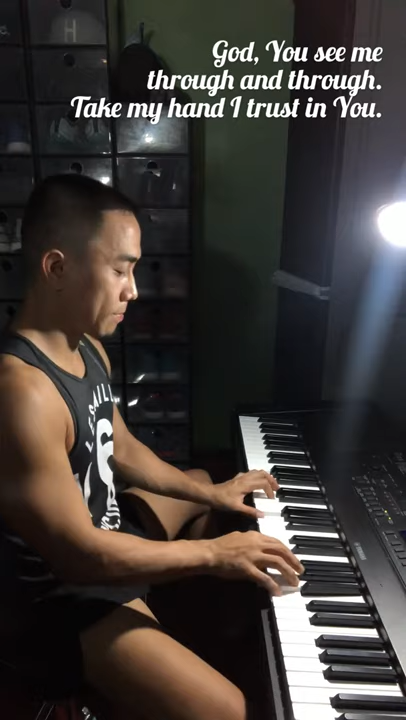 God, You see me
through and through.
Take my hand I trust in You.
H